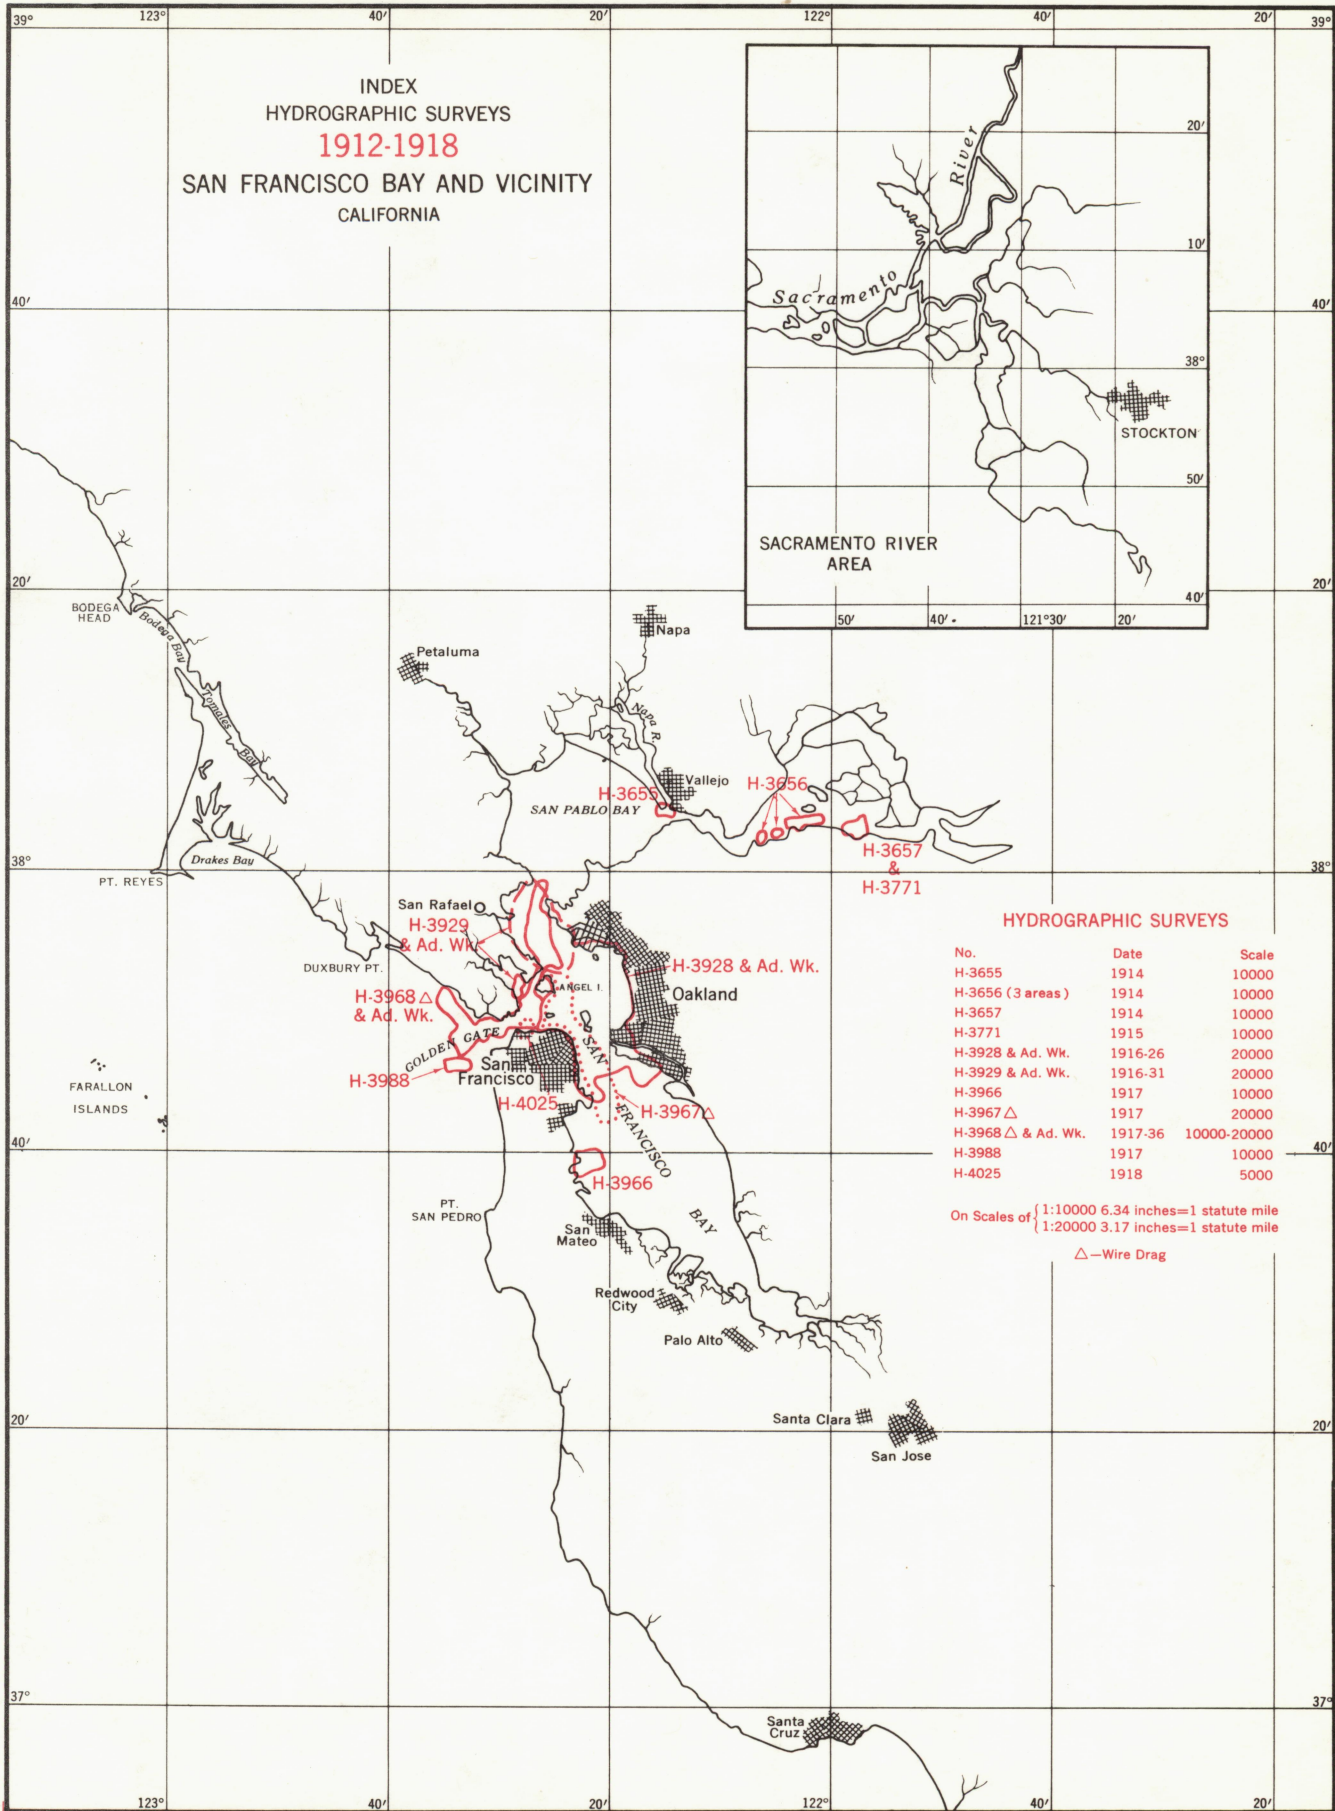 39° 123° 40' 20' 122° 40' 20' 39°
INDEX
HYDROGRAPHIC SURVEYS
1912-1918
SAN FRANCISCO BAY AND VICINITY
CALIFORNIA
River
20'
10'
Sacramento
38°
STOCKTON
50'
SACRAMENTO RIVER
AREA
40'
50' 40' 121°30' 20'
40' 40'
20' 20'
BODEGA
HEAD
Bodega Bay
Tomales
Bay
Petaluma
Napa
Napa R.
Vallejo
H-3655
SAN PABLO BAY
H-3656
H-3657
&
H-3771
38° 38°
Drakes Bay
PT. REYES
San Rafael
H-3929
& Ad. Wk.
DUXBURY PT.
H-3928 & Ad. Wk.
Oakland
ANGEL I.
H-3968 △
& Ad. Wk.
GOLDEN GATE
San
Francisco
H-3988
H-4025
H-3967 △
SAN
FRANCISCO
BAY
FARALLON
ISLANDS
40' 40'
H-3966
PT.
SAN PEDRO
San
Mateo
Redwood
City
Palo Alto
Santa Clara
San Jose
20' 20'
37° 37°
Santa
Cruz
HYDROGRAPHIC SURVEYS
No. Date Scale
H-3655 1914 10000
H-3656 (3 areas) 1914 10000
H-3657 1914 10000
H-3771 1915 10000
H-3928 & Ad. Wk. 1916-26 20000
H-3929 & Ad. Wk. 1916-31 20000
H-3966 1917 10000
H-3967 △ 1917 20000
H-3968 △ & Ad. Wk. 1917-36 10000-20000
H-3988 1917 10000
H-4025 1918 5000
On Scales of { 1:10000 6.34 inches=1 statute mile
1:20000 3.17 inches=1 statute mile
△—Wire Drag
123° 40' 20' 122° 40' 20'